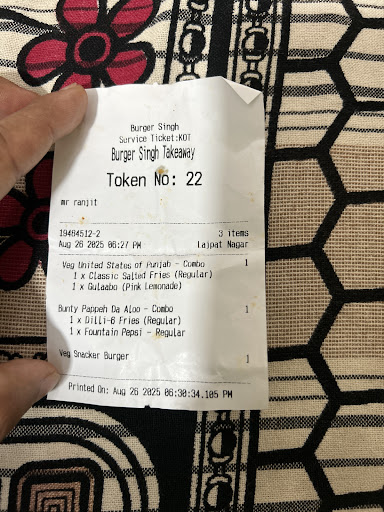 Burger Singh
Service Ticket:KOT
Burger Singh Takeaway
Token No: 22
mr ranjit
19464512-2 3 items
Aug 26 2025 06:27 PM Lajpat Nagar
Veg United States of Punjab - Combo 1
1 x Classic Salted Fries (Regular)
1 x Gulaabo (Pink Lemonade)
Bunty Pappeh Da Aloo - Combo 1
1 x Dilli-6 Fries (Regular)
1 x Fountain Pepsi - Regular
Veg Snacker Burger 1
Printed On: Aug 26 2025 06:30:34.105 PM